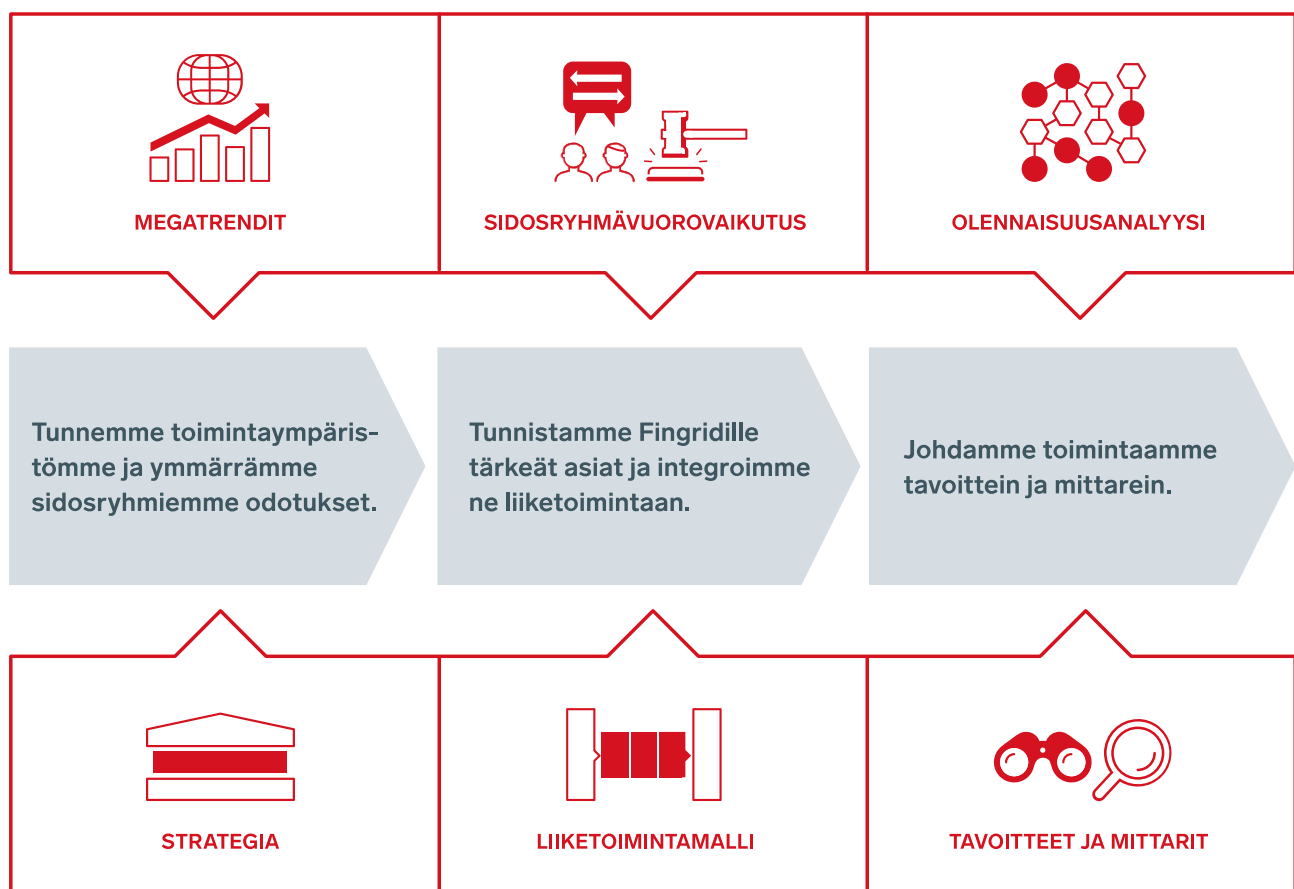 MEGATRENDIT
SIDOSRYHMÄVUOROVAIKUTUS
OLENNAISUUSANALYYSI
Tunnemme toimintaympäris-
tömme ja ymmärrämme
sidosryhmiemme odotukset.
Tunnistamme Fingridille
tärkeät asiat ja integroimme
ne liiketoimintaan.
Johdamme toimintaamme
tavoittein ja mittarein.
STRATEGIA
LIIKETOIMINTAMALLI
TAVOITTEET JA MITTARIT